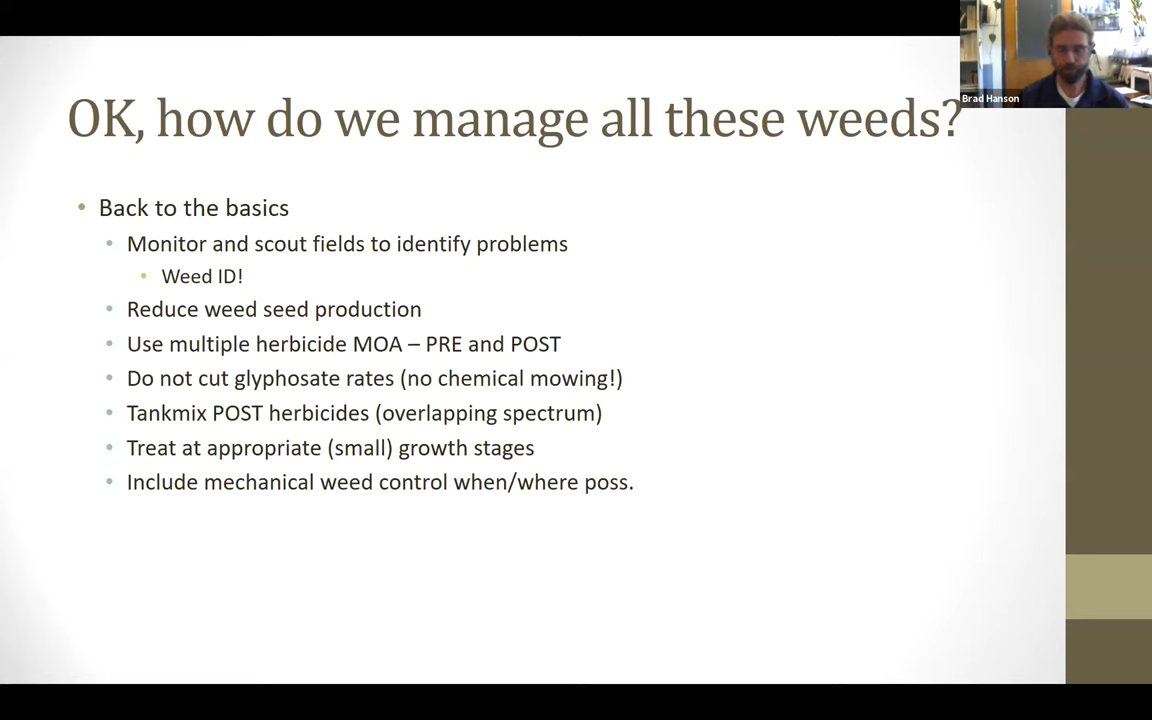 Brad Hanson
OK, how do we manage all these weeds?
• Back to the basics
• Monitor and scout fields to identify problems
• Weed ID!
• Reduce weed seed production
• Use multiple herbicide MOA – PRE and POST
• Do not cut glyphosate rates (no chemical mowing!)
• Tankmix POST herbicides (overlapping spectrum)
• Treat at appropriate (small) growth stages
• Include mechanical weed control when/where poss.